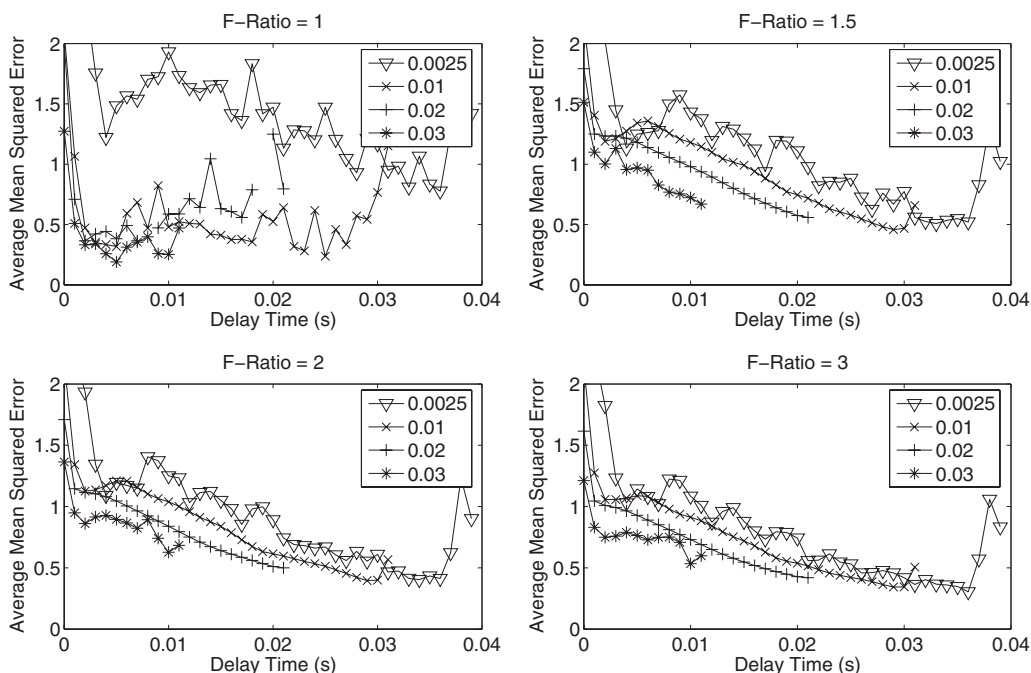 F−Ratio = 1
Average Mean Squared Error
2
1.5
1
0.5
0
0.0025
0.01
0.02
0.03
0 0.01 0.02 0.03 0.04
Delay Time (s)
F−Ratio = 1.5
Average Mean Squared Error
2
1.5
1
0.5
0
0.0025
0.01
0.02
0.03
0 0.01 0.02 0.03 0.04
Delay Time (s)
F−Ratio = 2
Average Mean Squared Error
2
1.5
1
0.5
0
0.0025
0.01
0.02
0.03
0 0.01 0.02 0.03 0.04
Delay Time (s)
F−Ratio = 3
Average Mean Squared Error
2
1.5
1
0.5
0
0.0025
0.01
0.02
0.03
0 0.01 0.02 0.03 0.04
Delay Time (s)